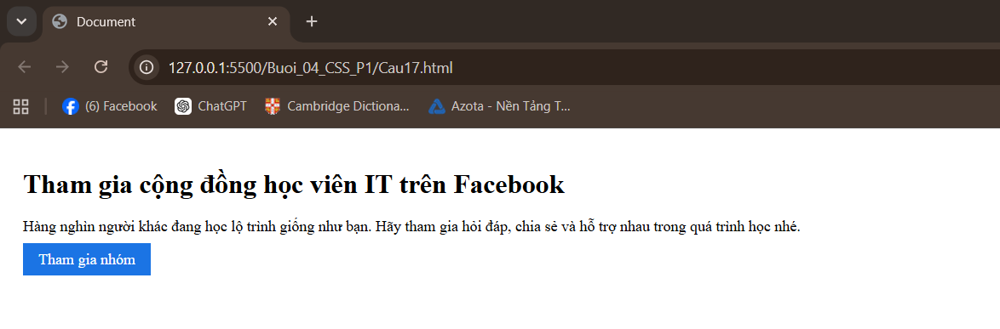 Document
127.0.0.1:5500/Buoi_04_CSS_P1/Cau17.html
(6) Facebook ChatGPT Cambridge Dictiona... Azota - Nền Tảng T...
Tham gia cộng đồng học viên IT trên Facebook
Hàng nghìn người khác đang học lộ trình giống như bạn. Hãy tham gia hỏi đáp, chia sẻ và hỗ trợ nhau trong quá trình học nhé.
Tham gia nhóm